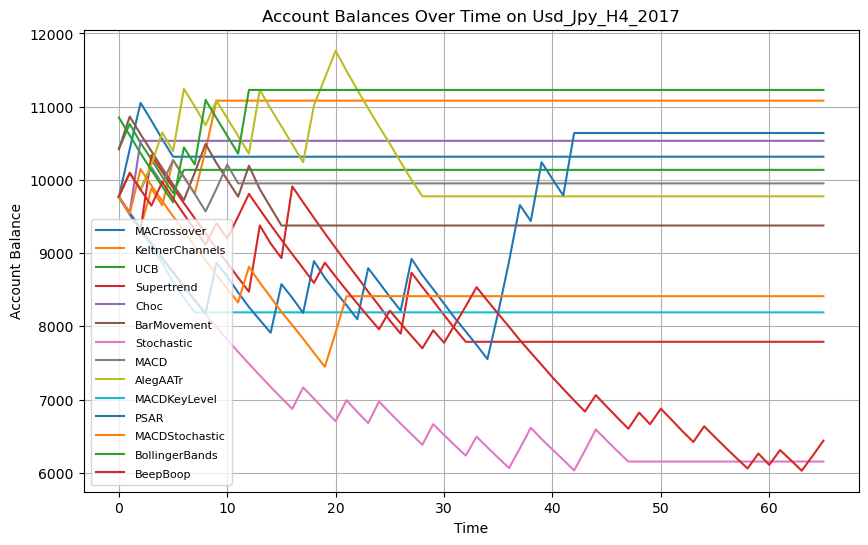 Account Balances Over Time on Usd_Jpy_H4_2017
12000
11000
10000
9000
8000
7000
6000
Account Balance
MACrossover
KeltnerChannels
UCB
Supertrend
Choc
BarMovement
Stochastic
MACD
AlegAATr
MACDKeyLevel
PSAR
MACDStochastic
BollingerBands
BeepBoop
0 10 20 30 40 50 60
Time